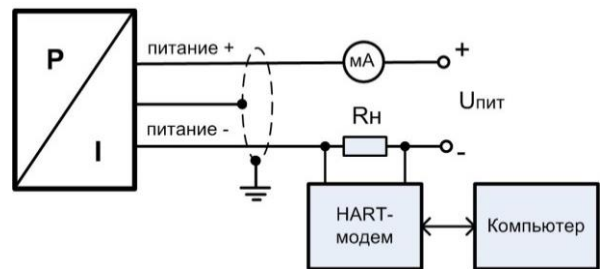 P
I
питание +
мА
+
Uпит
питание -
Rн
-
HART-
модем
Компьютер